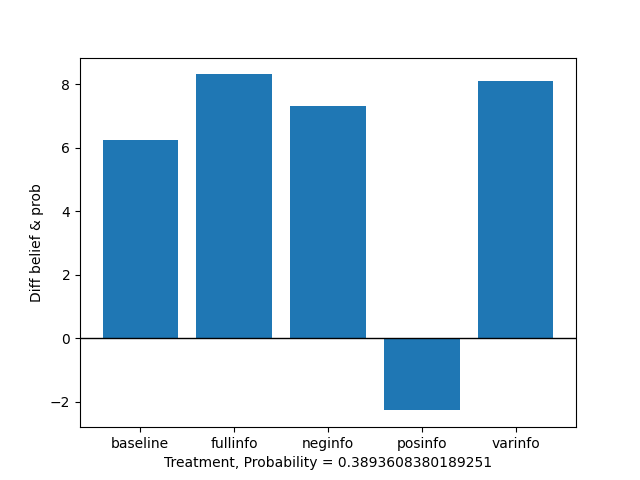 8
6
4
2
0
−2
Diff belief & prob
baseline fullinfo neginfo posinfo varinfo
Treatment, Probability = 0.3893608380189251